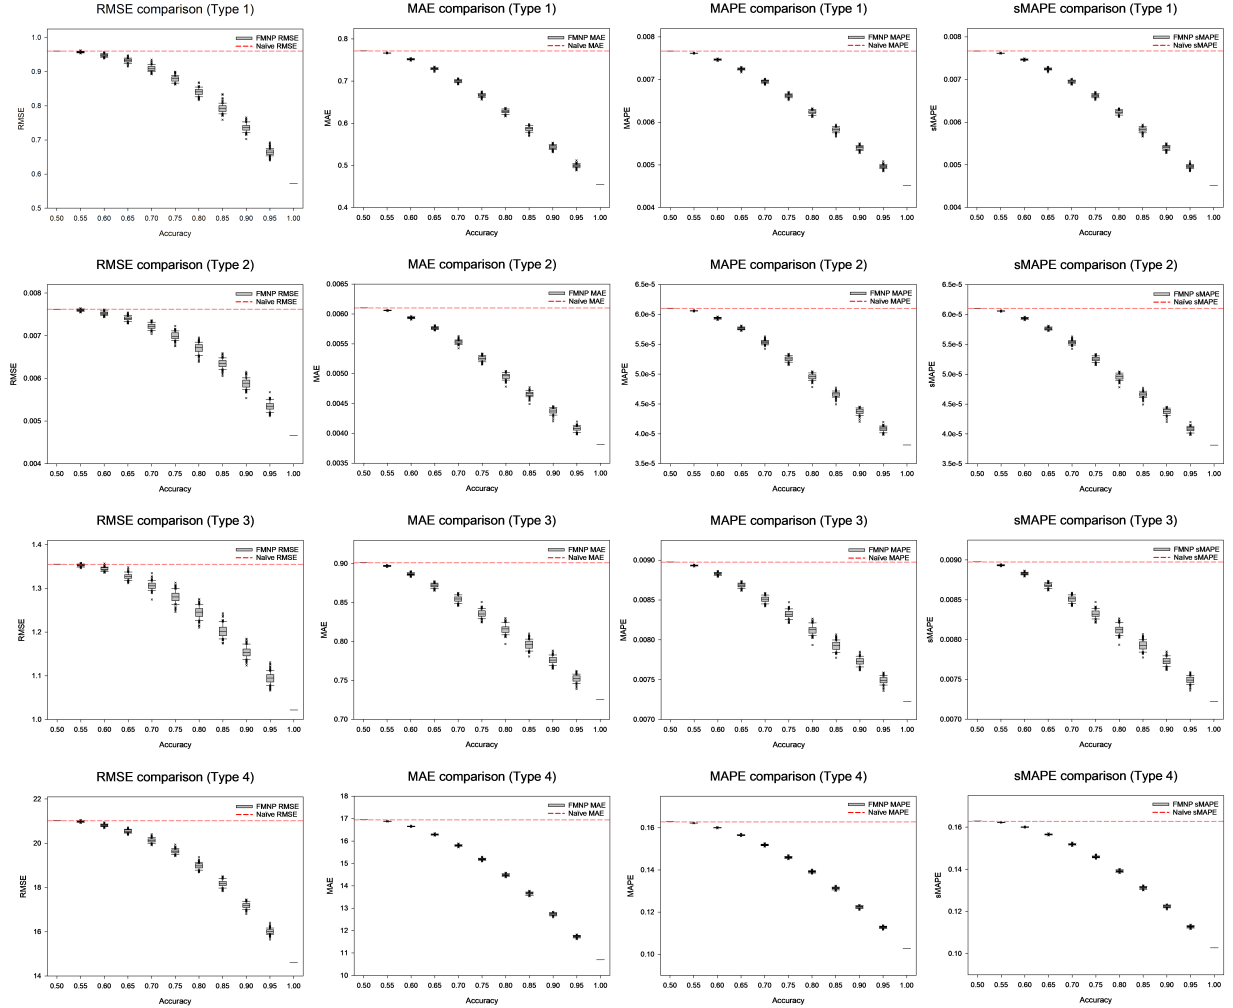 RMSE comparison (Type 1)
FMNP RMSE
Naïve RMSE
RMSE
1.0
0.9
0.8
0.7
0.6
0.5
0.50 0.55 0.60 0.65 0.70 0.75 0.80 0.85 0.90 0.95 1.00
Accuracy
MAE comparison (Type 1)
FMNP MAE
Naïve MAE
MAE
0.8
0.7
0.6
0.5
0.4
0.50 0.55 0.60 0.65 0.70 0.75 0.80 0.85 0.90 0.95 1.00
Accuracy
MAPE comparison (Type 1)
FMNP MAPE
Naïve MAPE
MAPE
0.008
0.007
0.006
0.005
0.004
0.50 0.55 0.60 0.65 0.70 0.75 0.80 0.85 0.90 0.95 1.00
Accuracy
sMAPE comparison (Type 1)
FMNP sMAPE
Naïve sMAPE
sMAPE
0.008
0.007
0.006
0.005
0.004
0.50 0.55 0.60 0.65 0.70 0.75 0.80 0.85 0.90 0.95 1.00
Accuracy
RMSE comparison (Type 2)
FMNP RMSE
Naïve RMSE
RMSE
0.008
0.007
0.006
0.005
0.004
0.50 0.55 0.60 0.65 0.70 0.75 0.80 0.85 0.90 0.95 1.00
Accuracy
MAE comparison (Type 2)
FMNP MAE
Naïve MAE
MAE
0.0065
0.0060
0.0055
0.0050
0.0045
0.0040
0.0035
0.50 0.55 0.60 0.65 0.70 0.75 0.80 0.85 0.90 0.95 1.00
Accuracy
MAPE comparison (Type 2)
FMNP MAPE
Naïve MAPE
MAPE
6.5e-5
6.0e-5
5.5e-5
5.0e-5
4.5e-5
4.0e-5
3.5e-5
0.50 0.55 0.60 0.65 0.70 0.75 0.80 0.85 0.90 0.95 1.00
Accuracy
sMAPE comparison (Type 2)
FMNP sMAPE
Naïve sMAPE
sMAPE
6.5e-5
6.0e-5
5.5e-5
5.0e-5
4.5e-5
4.0e-5
3.5e-5
0.50 0.55 0.60 0.65 0.70 0.75 0.80 0.85 0.90 0.95 1.00
Accuracy
RMSE comparison (Type 3)
FMNP RMSE
Naïve RMSE
RMSE
1.4
1.3
1.2
1.1
1.0
0.50 0.55 0.60 0.65 0.70 0.75 0.80 0.85 0.90 0.95 1.00
Accuracy
MAE comparison (Type 3)
FMNP MAE
Naïve MAE
MAE
0.90
0.85
0.80
0.75
0.70
0.50 0.55 0.60 0.65 0.70 0.75 0.80 0.85 0.90 0.95 1.00
Accuracy
MAPE comparison (Type 3)
FMNP MAPE
Naïve MAPE
MAPE
0.0090
0.0085
0.0080
0.0075
0.0070
0.50 0.55 0.60 0.65 0.70 0.75 0.80 0.85 0.90 0.95 1.00
Accuracy
sMAPE comparison (Type 3)
FMNP sMAPE
Naïve sMAPE
sMAPE
0.0090
0.0085
0.0080
0.0075
0.0070
0.50 0.55 0.60 0.65 0.70 0.75 0.80 0.85 0.90 0.95 1.00
Accuracy
RMSE comparison (Type 4)
FMNP RMSE
Naïve RMSE
RMSE
22
20
18
16
14
0.50 0.55 0.60 0.65 0.70 0.75 0.80 0.85 0.90 0.95 1.00
Accuracy
MAE comparison (Type 4)
FMNP MAE
Naïve MAE
MAE
18
17
16
15
14
13
12
11
10
0.50 0.55 0.60 0.65 0.70 0.75 0.80 0.85 0.90 0.95 1.00
Accuracy
MAPE comparison (Type 4)
FMNP MAPE
Naïve MAPE
MAPE
0.16
0.14
0.12
0.10
0.50 0.55 0.60 0.65 0.70 0.75 0.80 0.85 0.90 0.95 1.00
Accuracy
sMAPE comparison (Type 4)
FMNP sMAPE
Naïve sMAPE
sMAPE
0.16
0.14
0.12
0.10
0.50 0.55 0.60 0.65 0.70 0.75 0.80 0.85 0.90 0.95 1.00
Accuracy